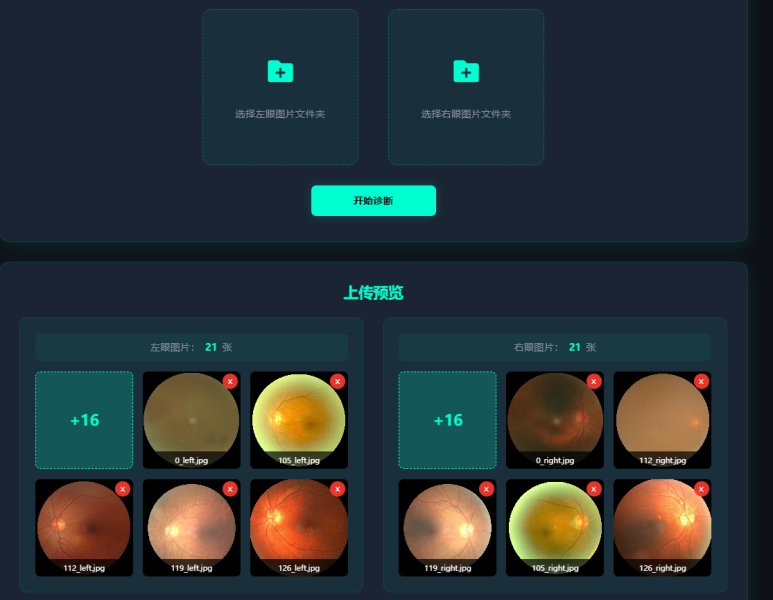 选择左眼图片文件夹
选择右眼图片文件夹
开始诊断
上传预览
左眼图片： 21 张
+16
x
0_left.jpg
x
105_left.jpg
x
112_left.jpg
x
119_left.jpg
x
126_left.jpg
右眼图片： 21 张
+16
x
0_right.jpg
x
112_right.jpg
x
119_right.jpg
x
105_right.jpg
x
126_right.jpg